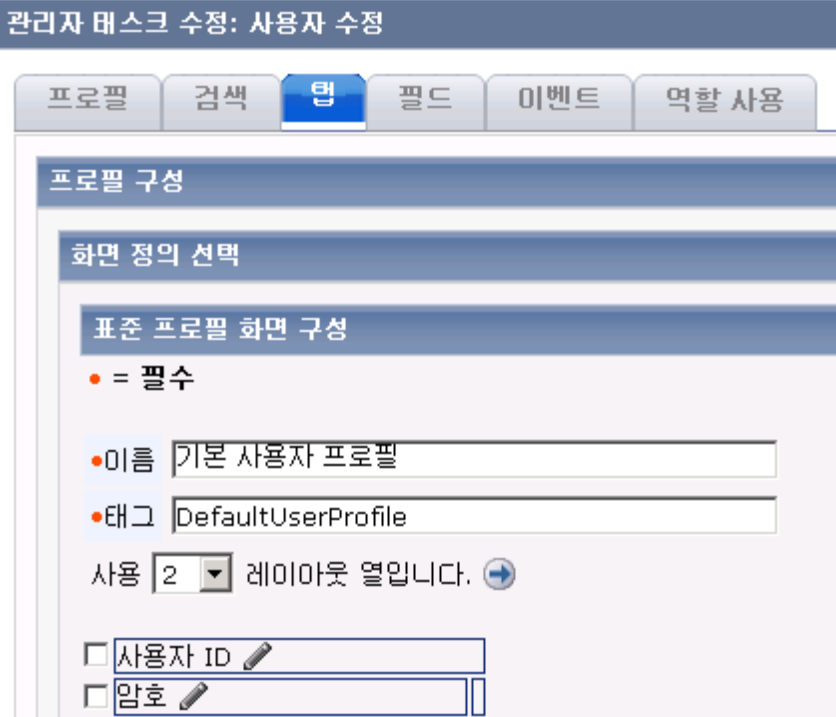 관리자 태스크 수정: 사용자 수정
프로필 검색 탭 필드 이벤트 역할 사용
프로필 구성
화면 정의 선택
표준 프로필 화면 구성
• = 필수
•이름 기본 사용자 프로필
•태그 DefaultUserProfile
사용 2 레이아웃 열입니다.
사용자 ID
암호